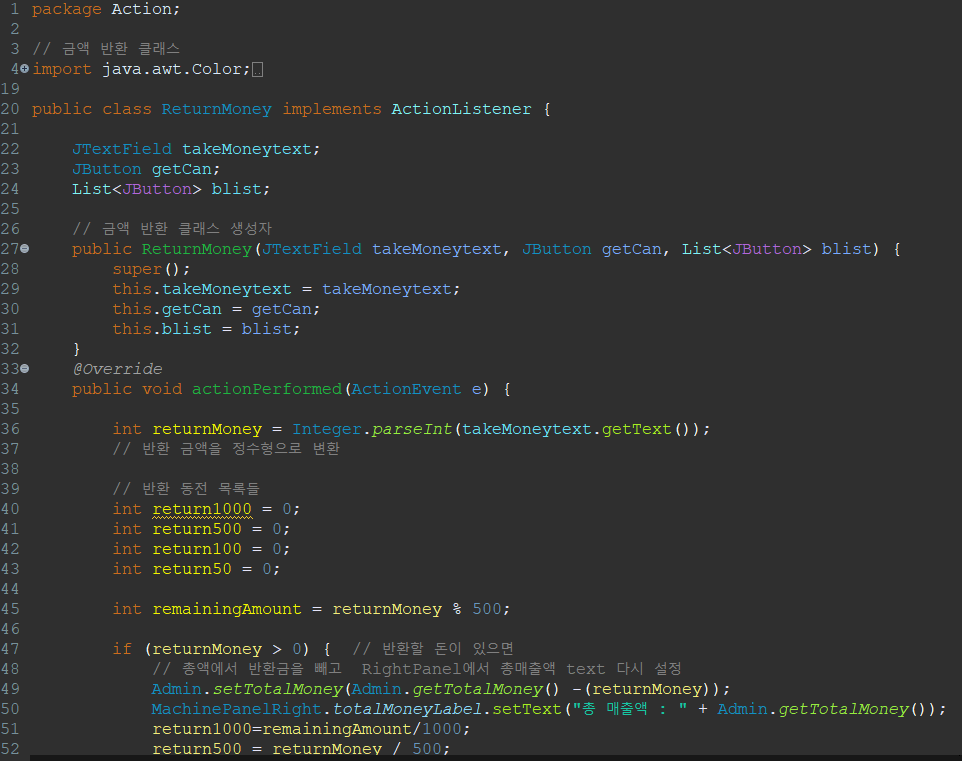 1 package Action;
2
3 // 금액 반환 클래스
4 import java.awt.Color;
19
20 public class ReturnMoney implements ActionListener {
21
22     JTextField takeMoneytext;
23     JButton getCan;
24     List<JButton> blist;
25
26     // 금액 반환 클래스 생성자
27     public ReturnMoney(JTextField takeMoneytext, JButton getCan, List<JButton> blist) {
28         super();
29         this.takeMoneytext = takeMoneytext;
30         this.getCan = getCan;
31         this.blist = blist;
32     }
33     @Override
34     public void actionPerformed(ActionEvent e) {
35
36         int returnMoney = Integer.parseInt(takeMoneytext.getText());
37         // 반환 금액을 정수형으로 변환
38
39         // 반환 동전 목록들
40         int return1000 = 0;
41         int return500 = 0;
42         int return100 = 0;
43         int return50 = 0;
44
45         int remainingAmount = returnMoney % 500;
46
47         if (returnMoney > 0) {  // 반환할 돈이 있으면
48             // 총액에서 반환금을 빼고  RightPanel에서 총매출액 text 다시 설정
49             Admin.setTotalMoney(Admin.getTotalMoney() -(returnMoney));
50             MachinePanelRight.totalMoneyLabel.setText("총 매출액 : " + Admin.getTotalMoney());
51             return1000=remainingAmount/1000;
52             return500 = returnMoney / 500;